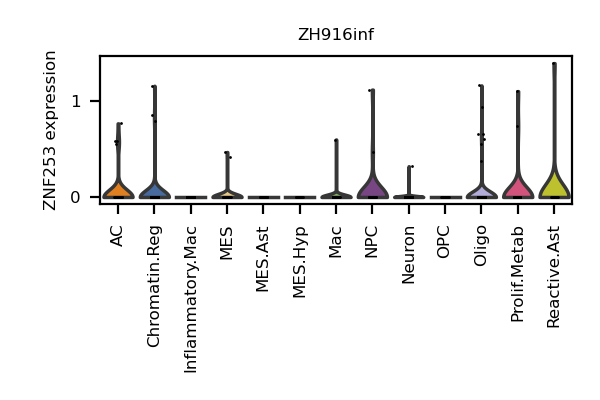 ZH916inf
ZNF253 expression
1
0
AC
Chromatin.Reg
Inflammatory.Mac
MES
MES.Ast
MES.Hyp
Mac
NPC
Neuron
OPC
Oligo
Prolif.Metab
Reactive.Ast